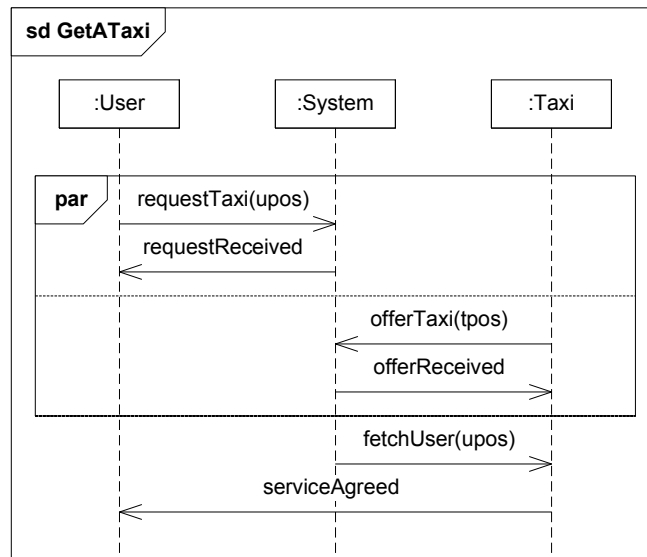 sd GetATaxi
:User
:System
:Taxi
par
requestTaxi(upos)
requestReceived
offerTaxi(tpos)
offerReceived
fetchUser(upos)
serviceAgreed